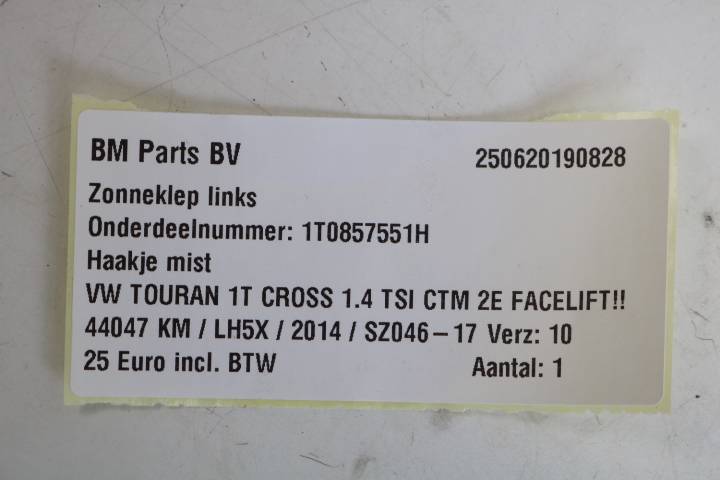 BM Parts BV 250620190828
Zonneklep links
Onderdeelnummer: 1T0857551H
Haakje mist
VW TOURAN 1T CROSS 1.4 TSI CTM 2E FACELIFT!!
44047 KM / LH5X / 2014 / SZ046-17 Verz: 10
25 Euro incl. BTW Aantal: 1